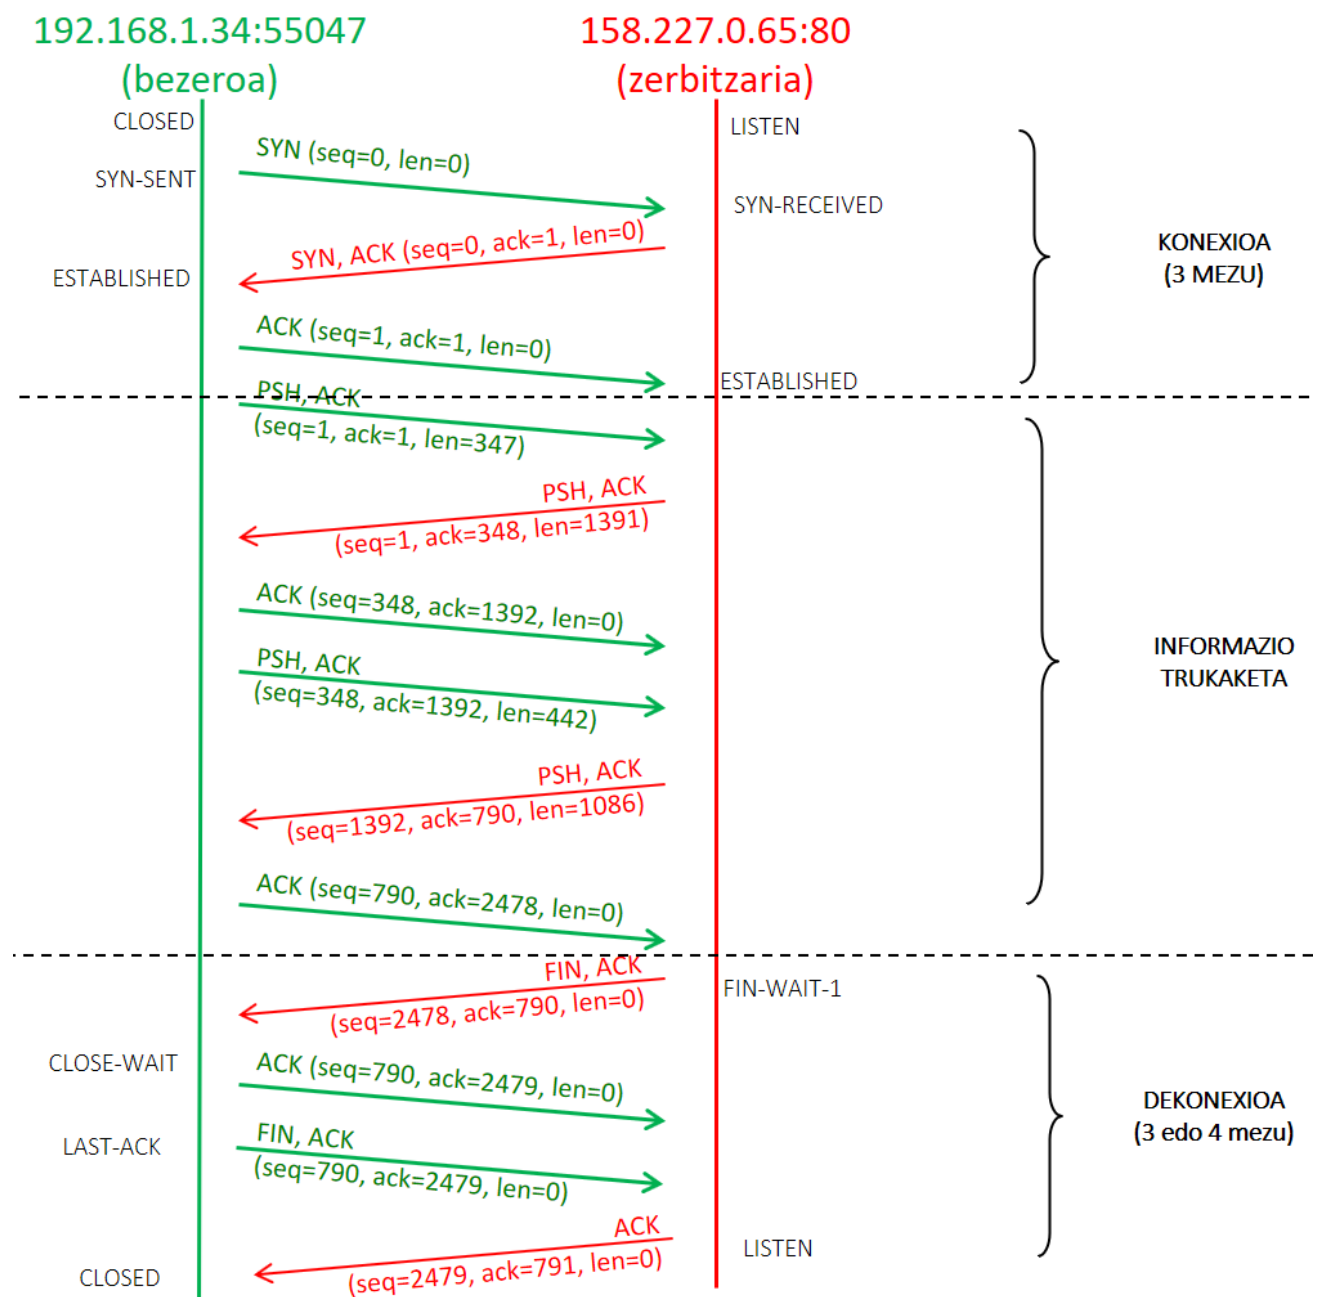 192.168.1.34:55047
158.227.0.65:80
(bezeroa)
(zerbitzaria)
CLOSED
LISTEN
SYN (seq=0, len=0)
SYN-SENT
SYN-RECEIVED
SYN, ACK (seq=0, ack=1, len=0)
KONEXIOA
(3 MEZU)
ESTABLISHED
ACK (seq=1, ack=1, len=0)
ESTABLISHED
PSH, ACK
(seq=1, ack=1, len=347)
PSH, ACK
(seq=1, ack=348, len=1391)
ACK (seq=348, ack=1392, len=0)
INFORMAZIO
TRUKAKETA
PSH, ACK
(seq=348, ack=1392, len=442)
PSH, ACK
(seq=1392, ack=790, len=1086)
ACK (seq=790, ack=2478, len=0)
FIN, ACK
FIN-WAIT-1
(seq=2478, ack=790, len=0)
CLOSE-WAIT
ACK (seq=790, ack=2479, len=0)
DEKONEXIOA
(3 edo 4 mezu)
LAST-ACK
FIN, ACK
(seq=790, ack=2479, len=0)
ACK
LISTEN
(seq=2479, ack=791, len=0)
CLOSED